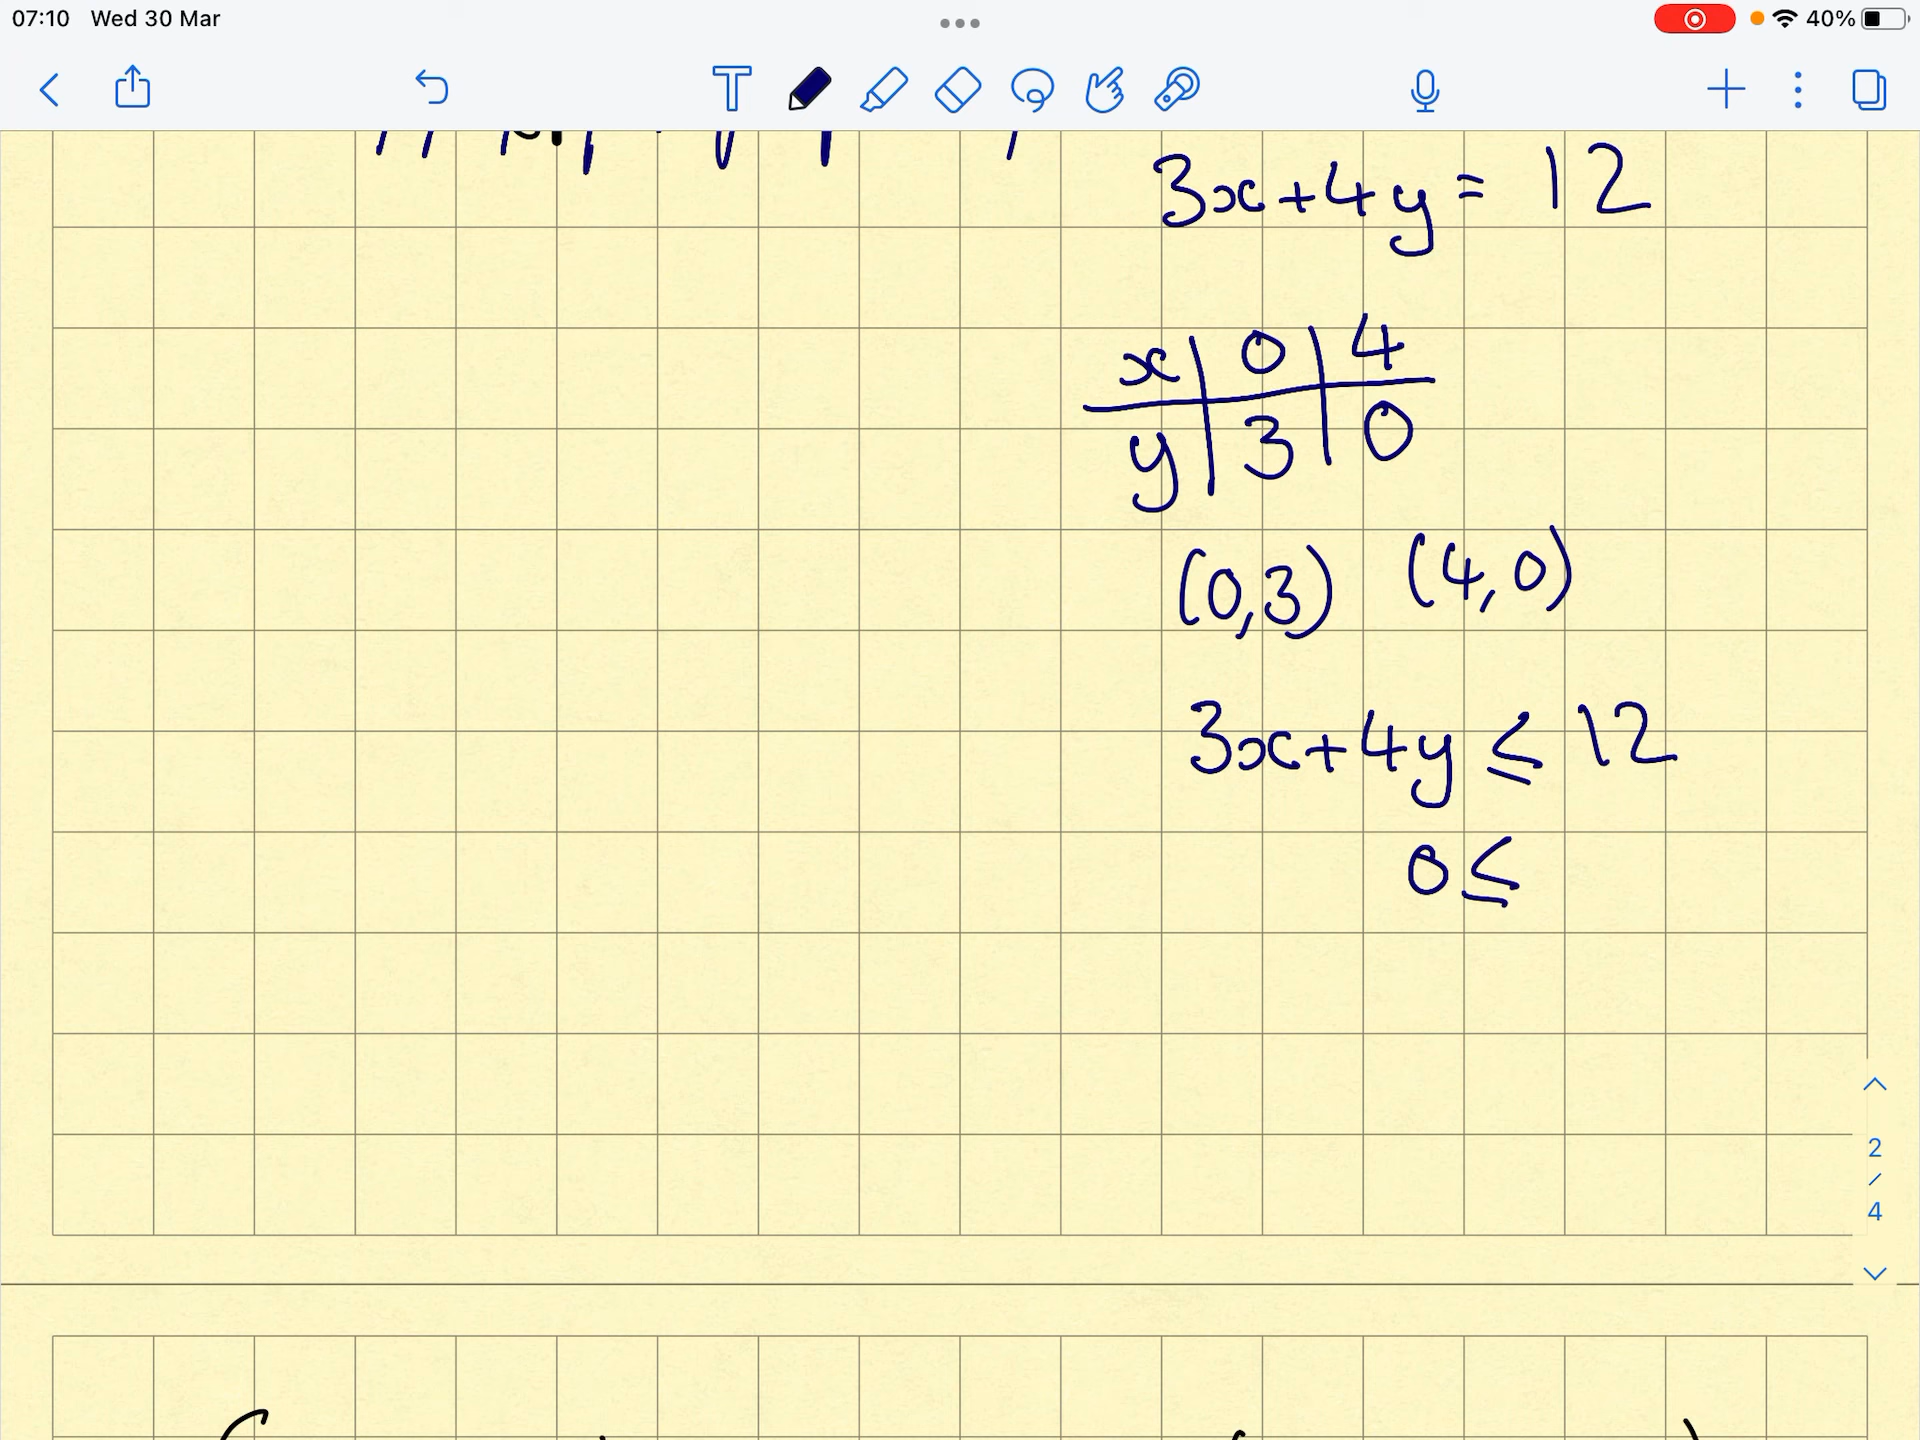 07:10 Wed 30 Mar
40%
T
3x+4y = 12
x | 0 | 4
y | 3 | 0
(0,3) (4,0)
3x+4y ≤ 12
0 ≤
2
/
4